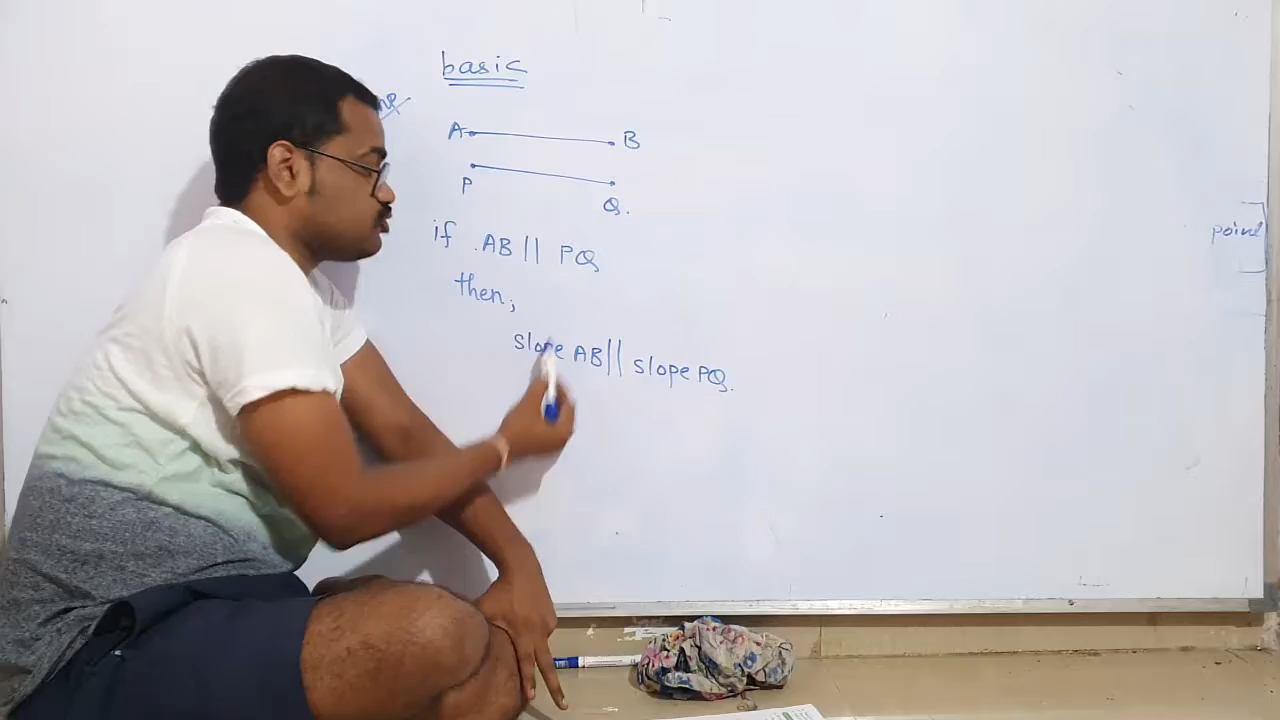 basic
A B
P Q.
if AB || PQ
then;
slope AB || slope PQ.
point